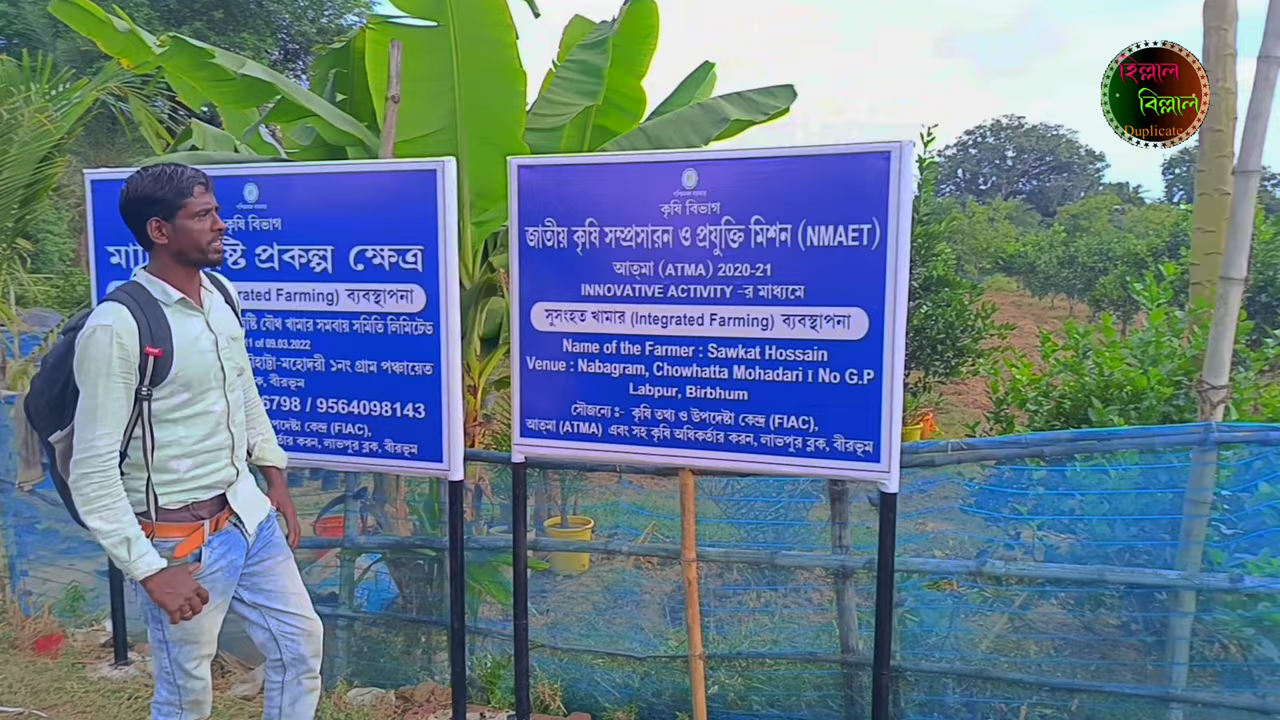 কৃষি বিভাগ
প্রকল্প ক্ষেত্র
(Integrated Farming) ব্যবস্থাপনা
যৌথ খামার সমবায় সমিতি লিমিটেড
11 of 09.03.2022
১নং গ্রাম পঞ্চায়েত
বীরভূম
6798 / 9564098143
উপদেষ্টা কেন্দ্র (FIAC),
করন, লাভপুর ব্লক, বীরভূম
পশ্চিমবঙ্গ সরকার
কৃষি বিভাগ
জাতীয় কৃষি সম্প্রসারন ও প্রযুক্তি মিশন (NMAET)
আত্মা (ATMA) 2020-21
INNOVATIVE ACTIVITY -র মাধ্যমে
সুসংহত খামার (Integrated Farming) ব্যবস্থাপনা
Name of the Farmer : Sawkat Hossain
Venue : Nabagram, Chowhatta Mohadari I No G.P
Labpur, Birbhum
সৌজন্যে ঃ- কৃষি তথ্য ও উপদেষ্টা কেন্দ্র (FIAC),
আত্মা (ATMA) এবং সহ কৃষি অধিকর্তার করন, লাভপুর ব্লক, বীরভূম
হিল্লাল
বিল্লাল
Duplicate